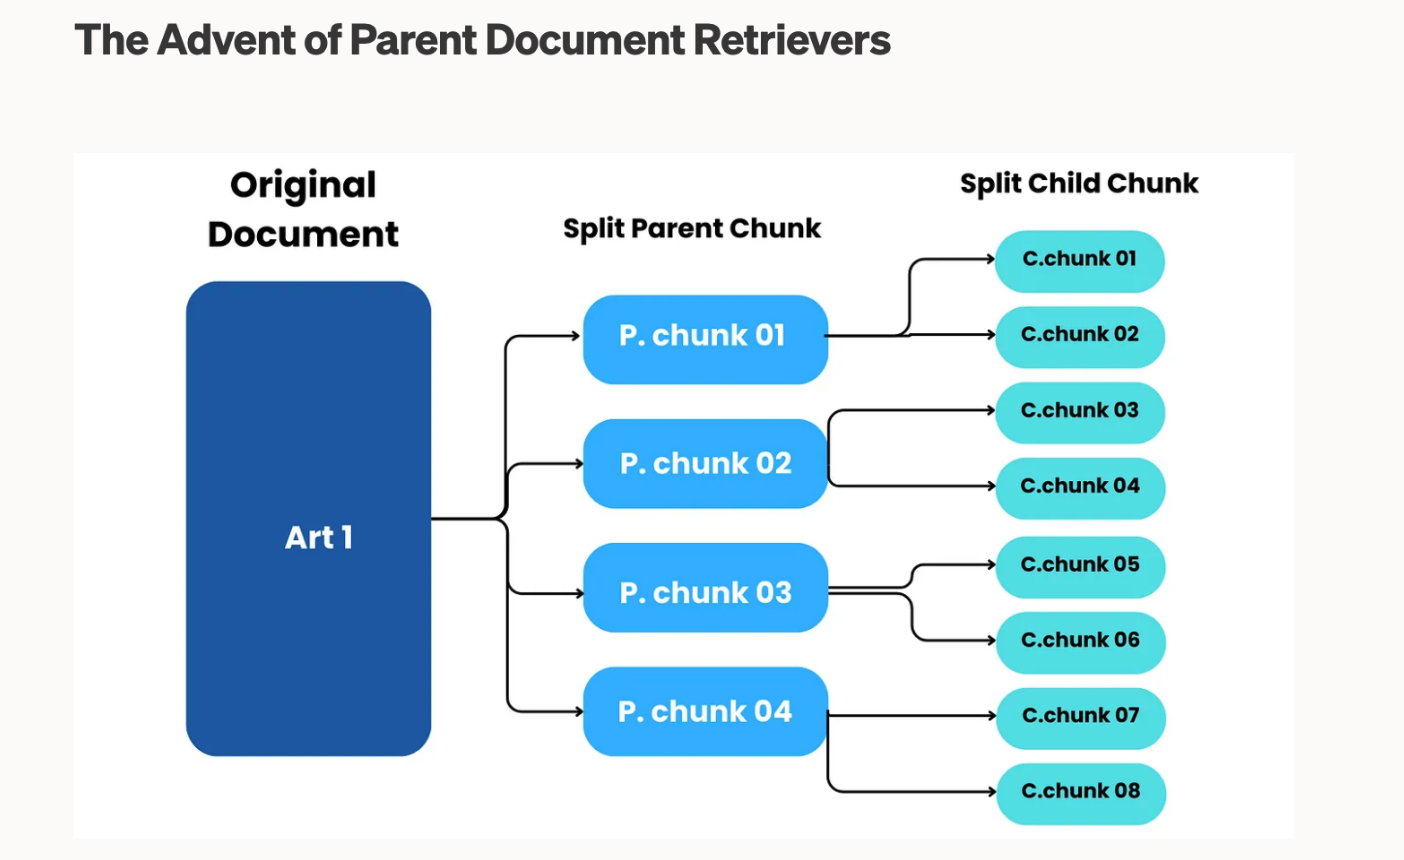 The Advent of Parent Document Retrievers
Original
Document
Split Parent Chunk
Split Child Chunk
Art 1
P. chunk 01
P. chunk 02
P. chunk 03
P. chunk 04
C.chunk 01
C.chunk 02
C.chunk 03
C.chunk 04
C.chunk 05
C.chunk 06
C.chunk 07
C.chunk 08